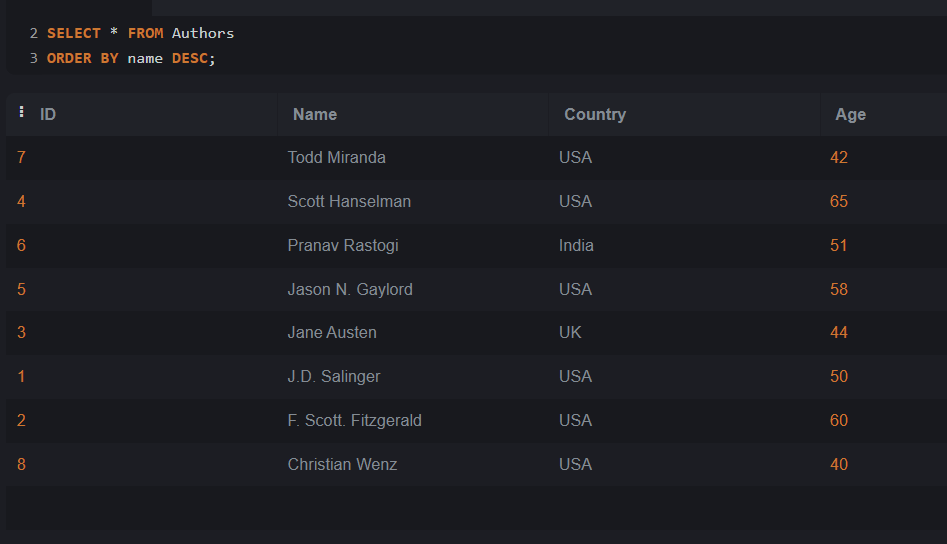 2 SELECT * FROM Authors
3 ORDER BY name DESC;
ID Name Country Age
7 Todd Miranda USA 42
4 Scott Hanselman USA 65
6 Pranav Rastogi India 51
5 Jason N. Gaylord USA 58
3 Jane Austen UK 44
1 J.D. Salinger USA 50
2 F. Scott. Fitzgerald USA 60
8 Christian Wenz USA 40